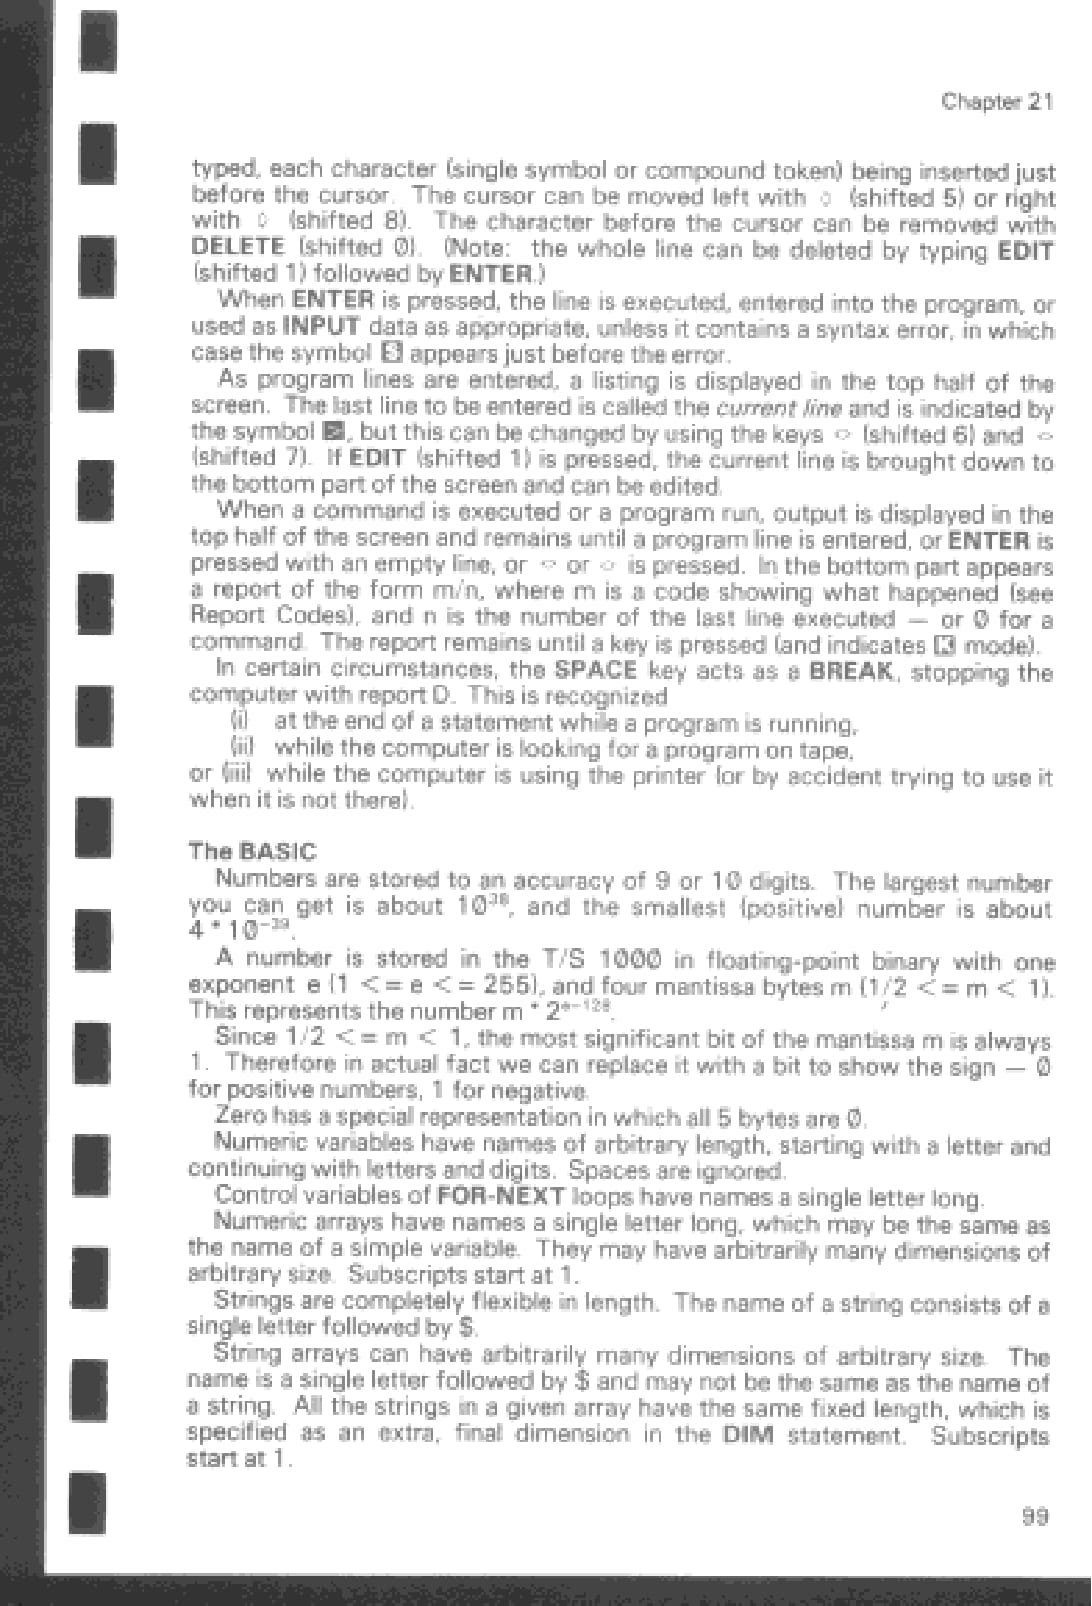 Chapter 21
typed, each character (single symbol or compound token) being inserted just
before the cursor. The cursor can be moved left with ⇦ (shifted 5) or right
with ⇨ (shifted 8). The character before the cursor can be removed with
DELETE (shifted 0). (Note: the whole line can be deleted by typing EDIT
(shifted 1) followed by ENTER.)
When ENTER is pressed, the line is executed, entered into the program, or
used as INPUT data as appropriate, unless it contains a syntax error, in which
case the symbol S appears just before the error.
As program lines are entered, a listing is displayed in the top half of the
screen. The last line to be entered is called the current line and is indicated by
the symbol >, but this can be changed by using the keys ⇩ (shifted 6) and ⇧
(shifted 7). If EDIT (shifted 1) is pressed, the current line is brought down to
the bottom part of the screen and can be edited.
When a command is executed or a program run, output is displayed in the
top half of the screen and remains until a program line is entered, or ENTER is
pressed with an empty line, or ⇩ or ⇧ is pressed. In the bottom part appears
a report of the form m/n, where m is a code showing what happened (see
Report Codes), and n is the number of the last line executed — or 0 for a
command. The report remains until a key is pressed (and indicates K mode).
In certain circumstances, the SPACE key acts as a BREAK, stopping the
computer with report D. This is recognized
(i) at the end of a statement while a program is running,
(ii) while the computer is looking for a program on tape,
or (iii) while the computer is using the printer (or by accident trying to use it
when it is not there).
The BASIC
Numbers are stored to an accuracy of 9 or 10 digits. The largest number
you can get is about 10³⁸, and the smallest (positive) number is about
4 * 10⁻³⁹.
A number is stored in the T/S 1000 in floating-point binary with one
exponent e (1 <= e <= 255), and four mantissa bytes m (1/2 <= m < 1).
This represents the number m * 2ᵉ⁻¹²⁸.
Since 1/2 <= m < 1, the most significant bit of the mantissa m is always
1. Therefore in actual fact we can replace it with a bit to show the sign — 0
for positive numbers, 1 for negative.
Zero has a special representation in which all 5 bytes are 0.
Numeric variables have names of arbitrary length, starting with a letter and
continuing with letters and digits. Spaces are ignored.
Control variables of FOR-NEXT loops have names a single letter long.
Numeric arrays have names a single letter long, which may be the same as
the name of a simple variable. They may have arbitrarily many dimensions of
arbitrary size. Subscripts start at 1.
Strings are completely flexible in length. The name of a string consists of a
single letter followed by $.
String arrays can have arbitrarily many dimensions of arbitrary size. The
name is a single letter followed by $ and may not be the same as the name of
a string. All the strings in a given array have the same fixed length, which is
specified as an extra, final dimension in the DIM statement. Subscripts
start at 1.
99